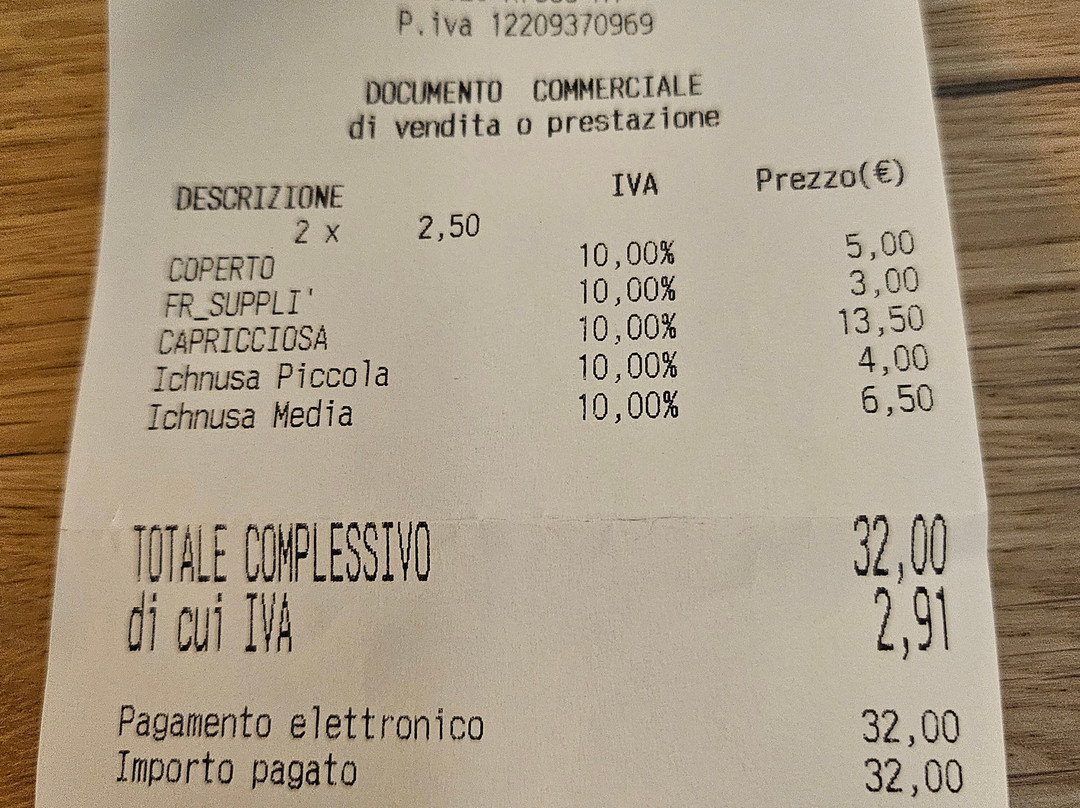 P.iva 12209370969
DOCUMENTO COMMERCIALE
di vendita o prestazione
DESCRIZIONE IVA Prezzo(€)
2 x 2,50
COPERTO 10,00% 5,00
FR_SUPPLI' 10,00% 3,00
CAPRICCIOSA 10,00% 13,50
Ichnusa Piccola 10,00% 4,00
Ichnusa Media 10,00% 6,50
TOTALE COMPLESSIVO 32,00
di cui IVA 2,91
Pagamento elettronico 32,00
Importo pagato 32,00